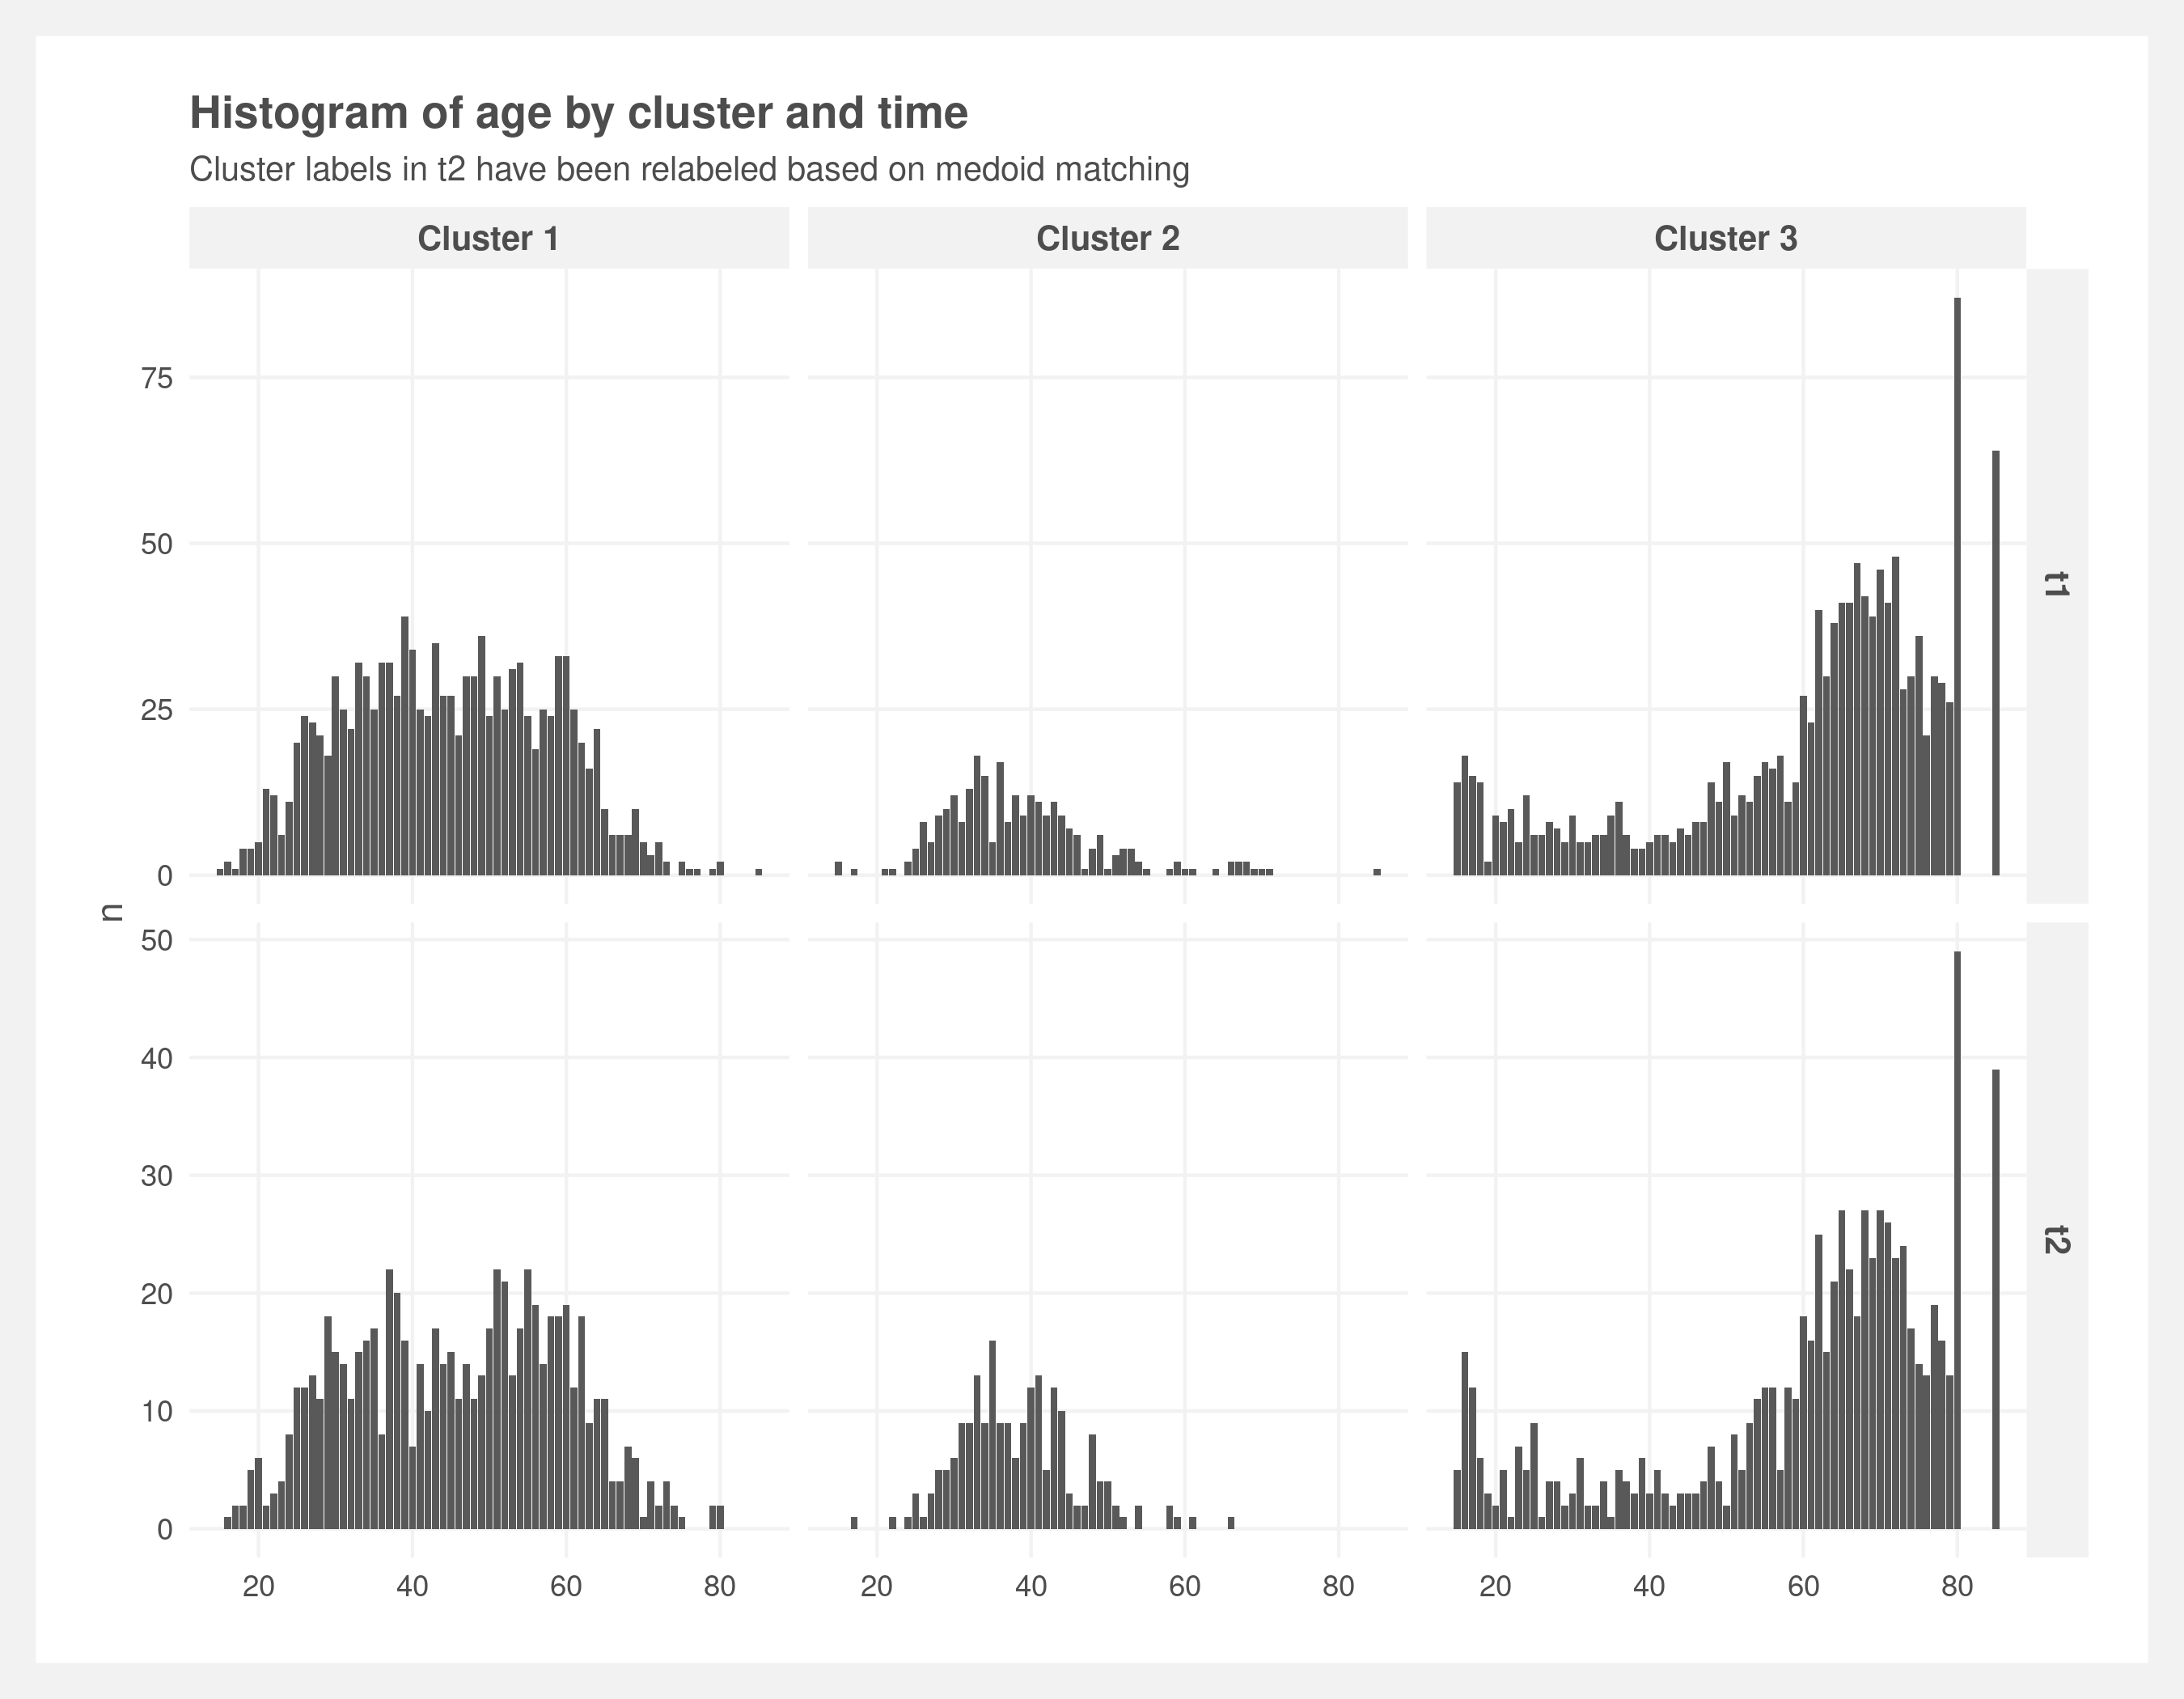 Histogram of age by cluster and time
Cluster labels in t2 have been relabeled based on medoid matching
Cluster 1 Cluster 2 Cluster 3
75
50
25
0
t1
n
50
40
30
20
10
0
t2
20 40 60 80 20 40 60 80 20 40 60 80